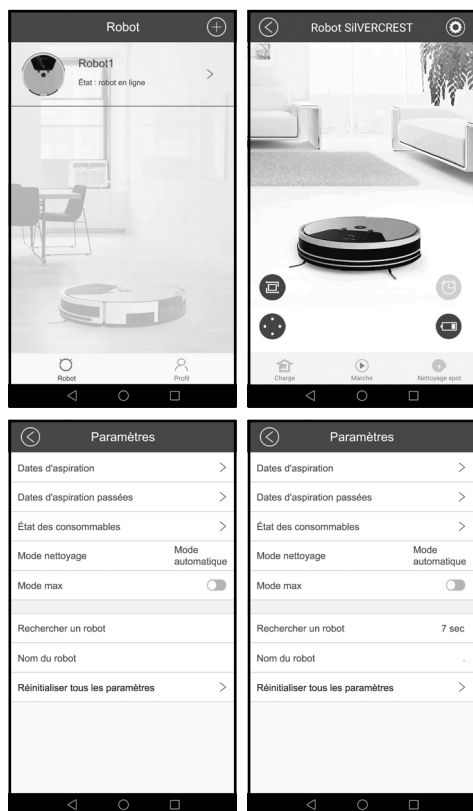 Robot
Robot1
État : robot en ligne
Robot
Profil
Robot SilVERCREST
Charge
Marche
Nettoyage spot
Paramètres
Dates d'aspiration
Dates d'aspiration passées
État des consommables
Mode nettoyage
Mode automatique
Mode max
Rechercher un robot
Nom du robot
Réinitialiser tous les paramètres
Paramètres
Dates d'aspiration
Dates d'aspiration passées
État des consommables
Mode nettoyage
Mode automatique
Mode max
Rechercher un robot 7 sec
Nom du robot
Réinitialiser tous les paramètres